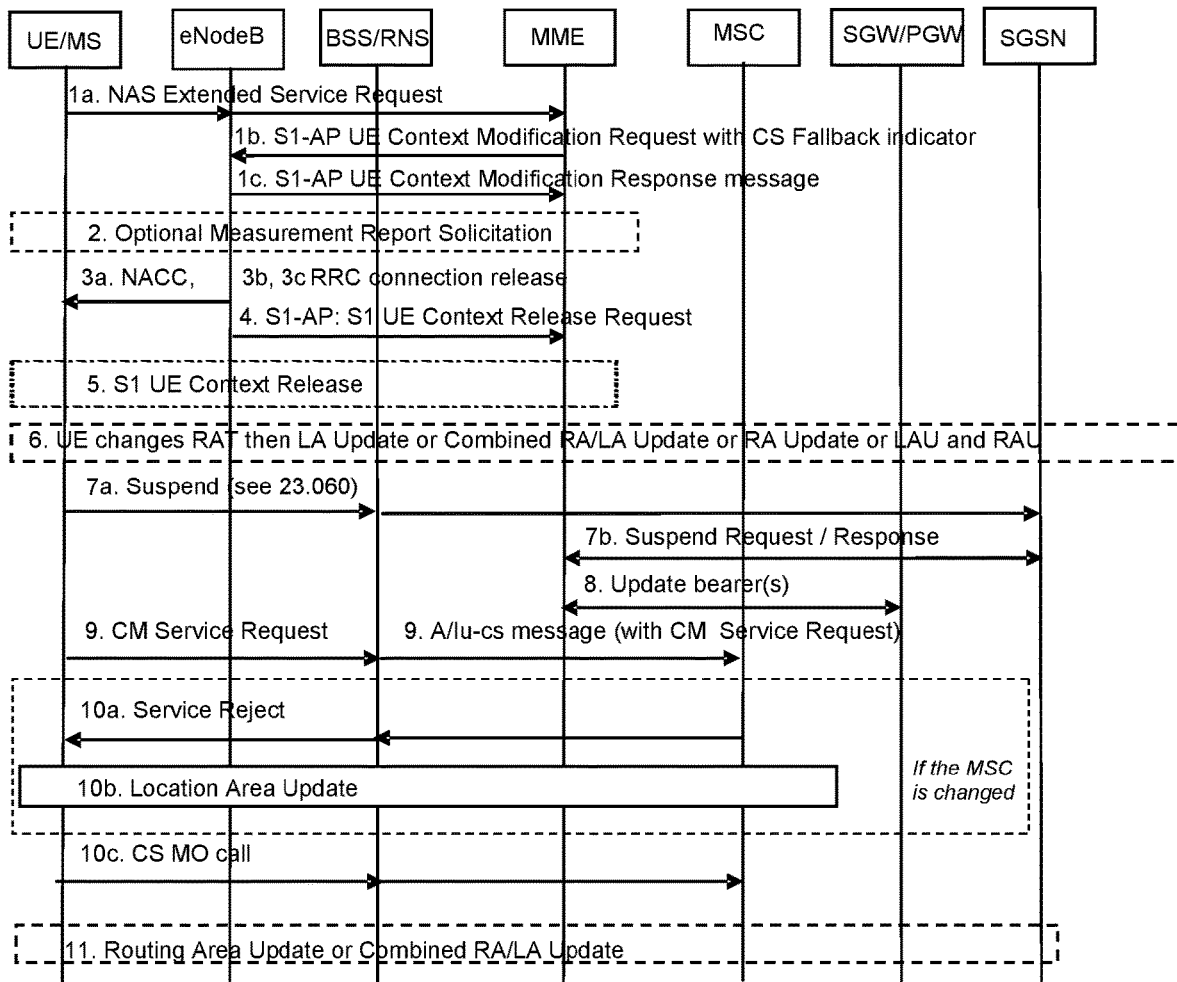 UE/MS
eNodeB
BSS/RNS
MME
MSC
SGW/PGW
SGSN
1a. NAS Extended Service Request
1b. S1-AP UE Context Modification Request with CS Fallback indicator
1c. S1-AP UE Context Modification Response message
2. Optional Measurement Report Solicitation
3a. NACC,
3b, 3c RRC connection release
4. S1-AP: S1 UE Context Release Request
5. S1 UE Context Release
6. UE changes RAT then LA Update or Combined RA/LA Update or RA Update or LAU and RAU
7a. Suspend (see 23.060)
7b. Suspend Request / Response
8. Update bearer(s)
9. CM Service Request
9. A/Iu-cs message (with CM Service Request)
10a. Service Reject
If the MSC
is changed
10b. Location Area Update
10c. CS MO call
11. Routing Area Update or Combined RA/LA Update